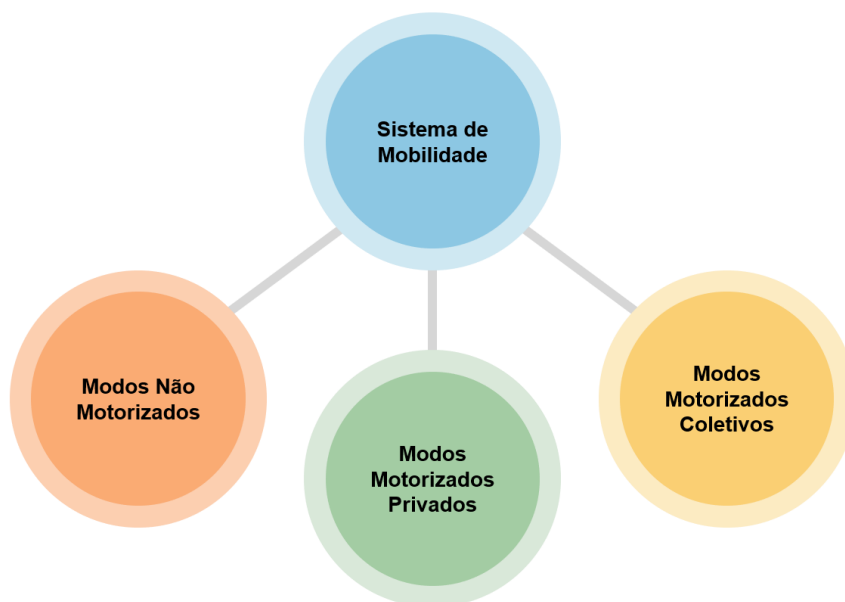 Sistema de
Mobilidade
Modos Não
Motorizados
Modos
Motorizados
Privados
Modos
Motorizados
Coletivos